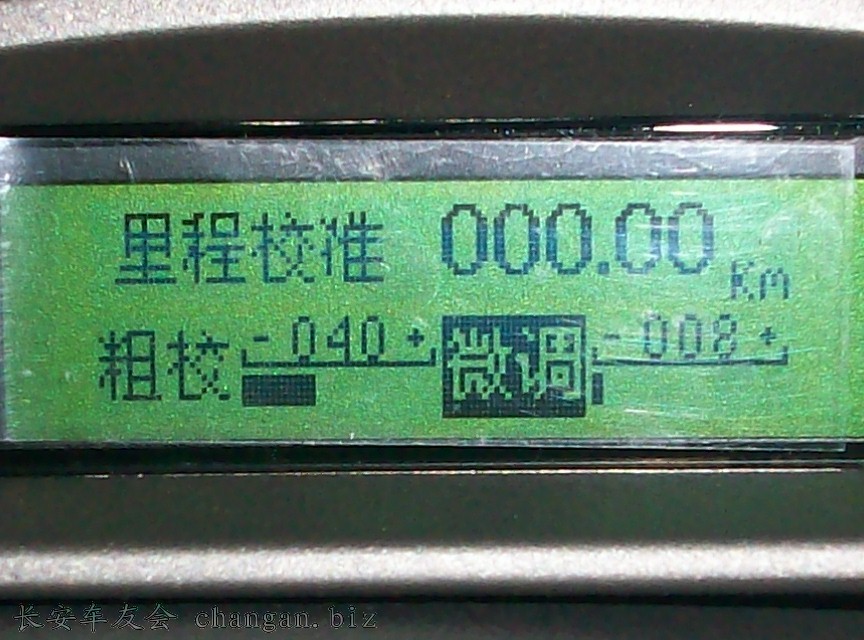 里程校准 000.00 Km
粗校 - 040 + 微调 - 008 +
长安车友会 changan.biz